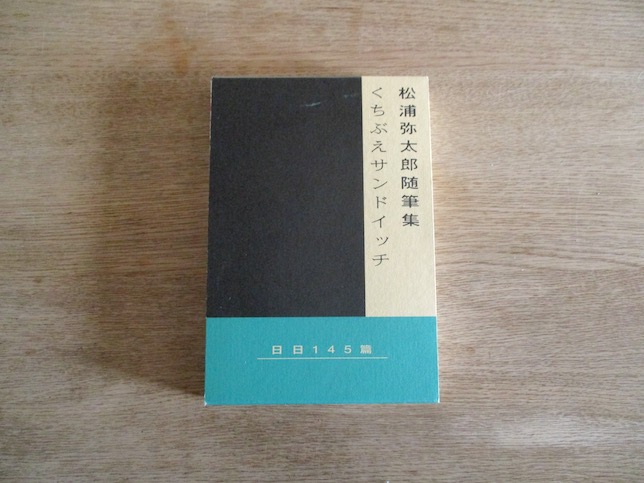 松浦弥太郎随筆集
くちぶえサンドイッチ
日日145篇